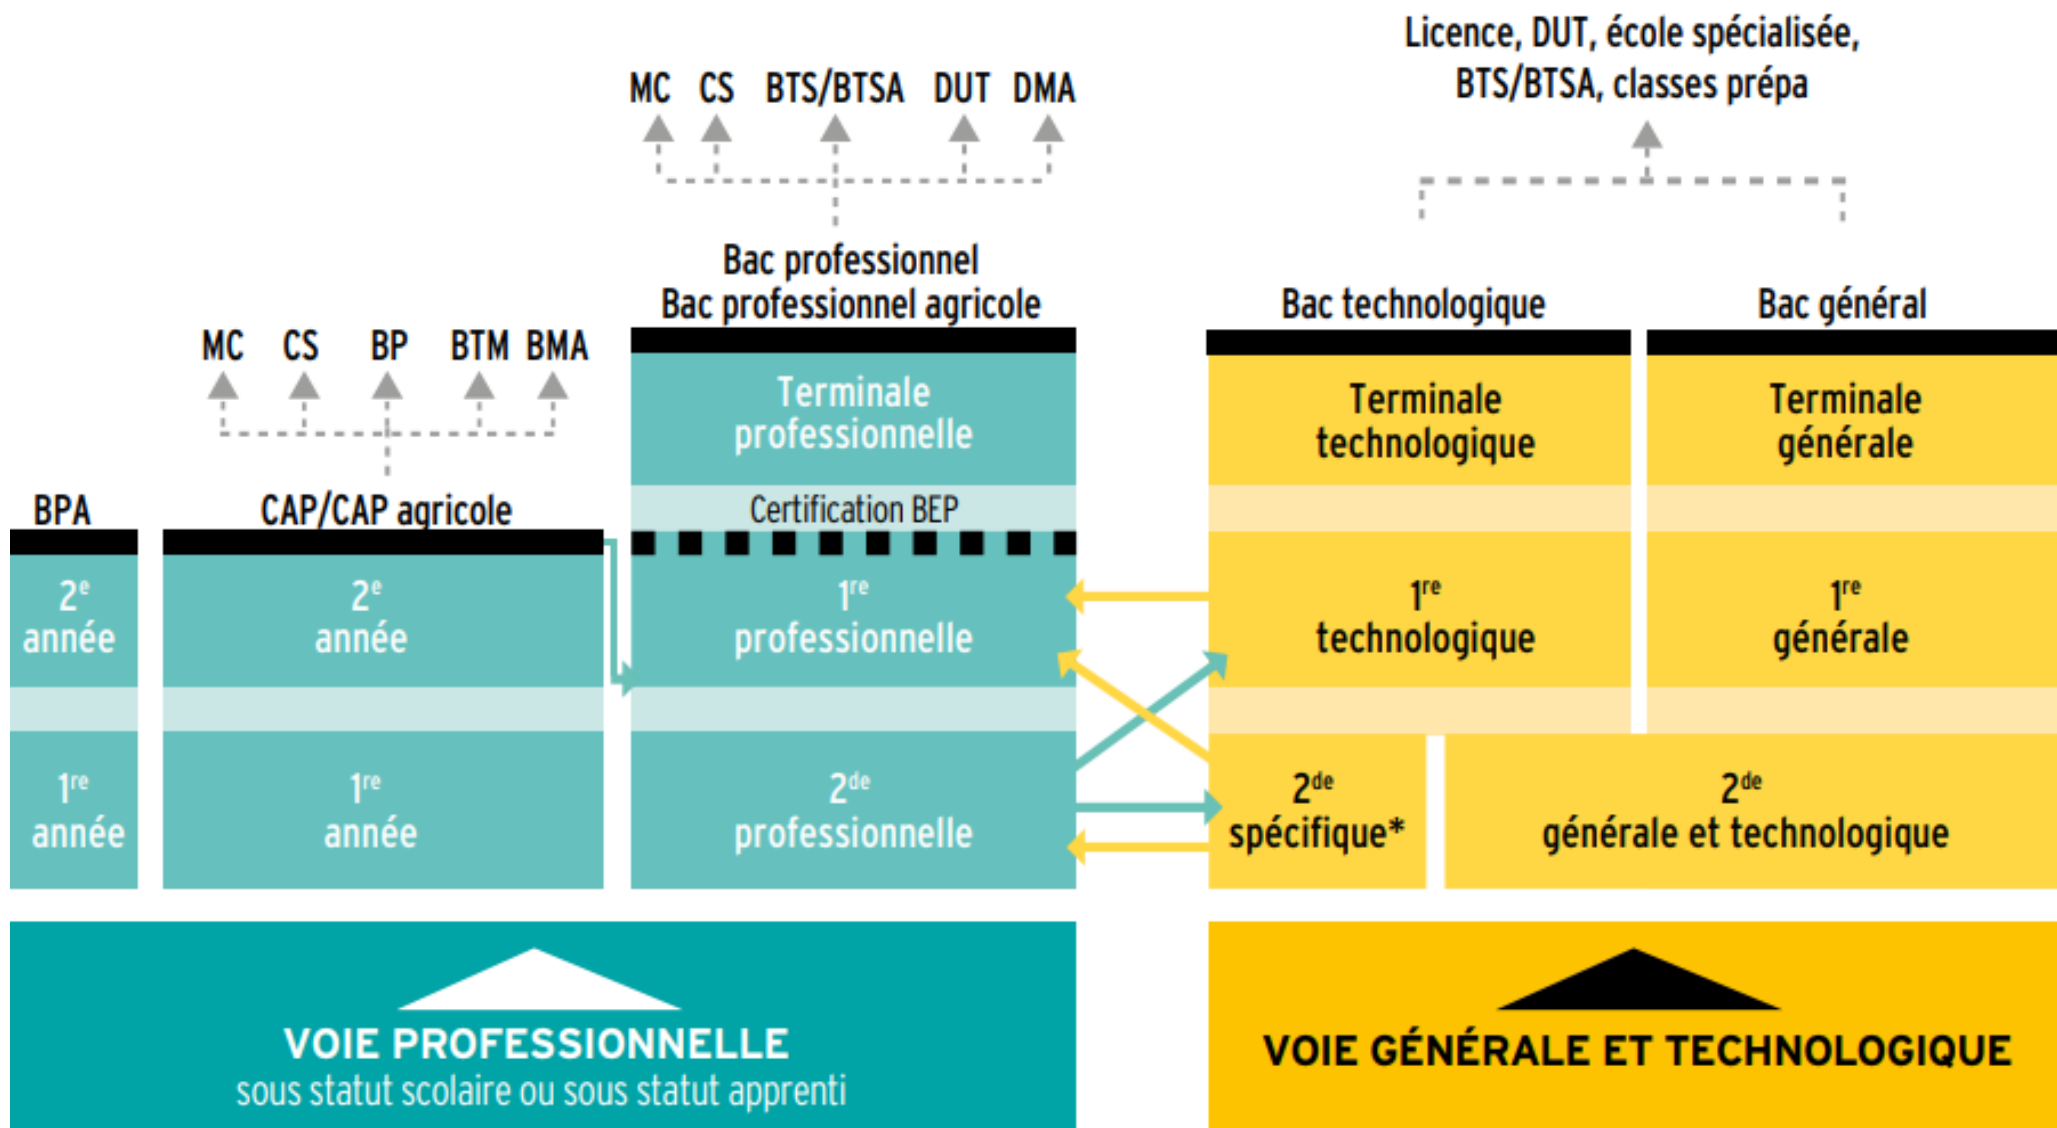 Licence, DUT, école spécialisée,
BTS/BTSA, classes prépa
MC CS BTS/BTSA DUT DMA
Bac professionnel
Bac professionnel agricole
Bac technologique
Bac général
MC CS BP BTM BMA
Terminale
professionnelle
Terminale
technologique
Terminale
générale
BPA
CAP/CAP agricole
Certification BEP
2e
année
2e
année
1re
professionnelle
1re
technologique
1re
générale
1re
année
1re
année
2de
professionnelle
2de
spécifique*
2de
générale et technologique
VOIE PROFESSIONNELLE
sous statut scolaire ou sous statut apprenti
VOIE GÉNÉRALE ET TECHNOLOGIQUE